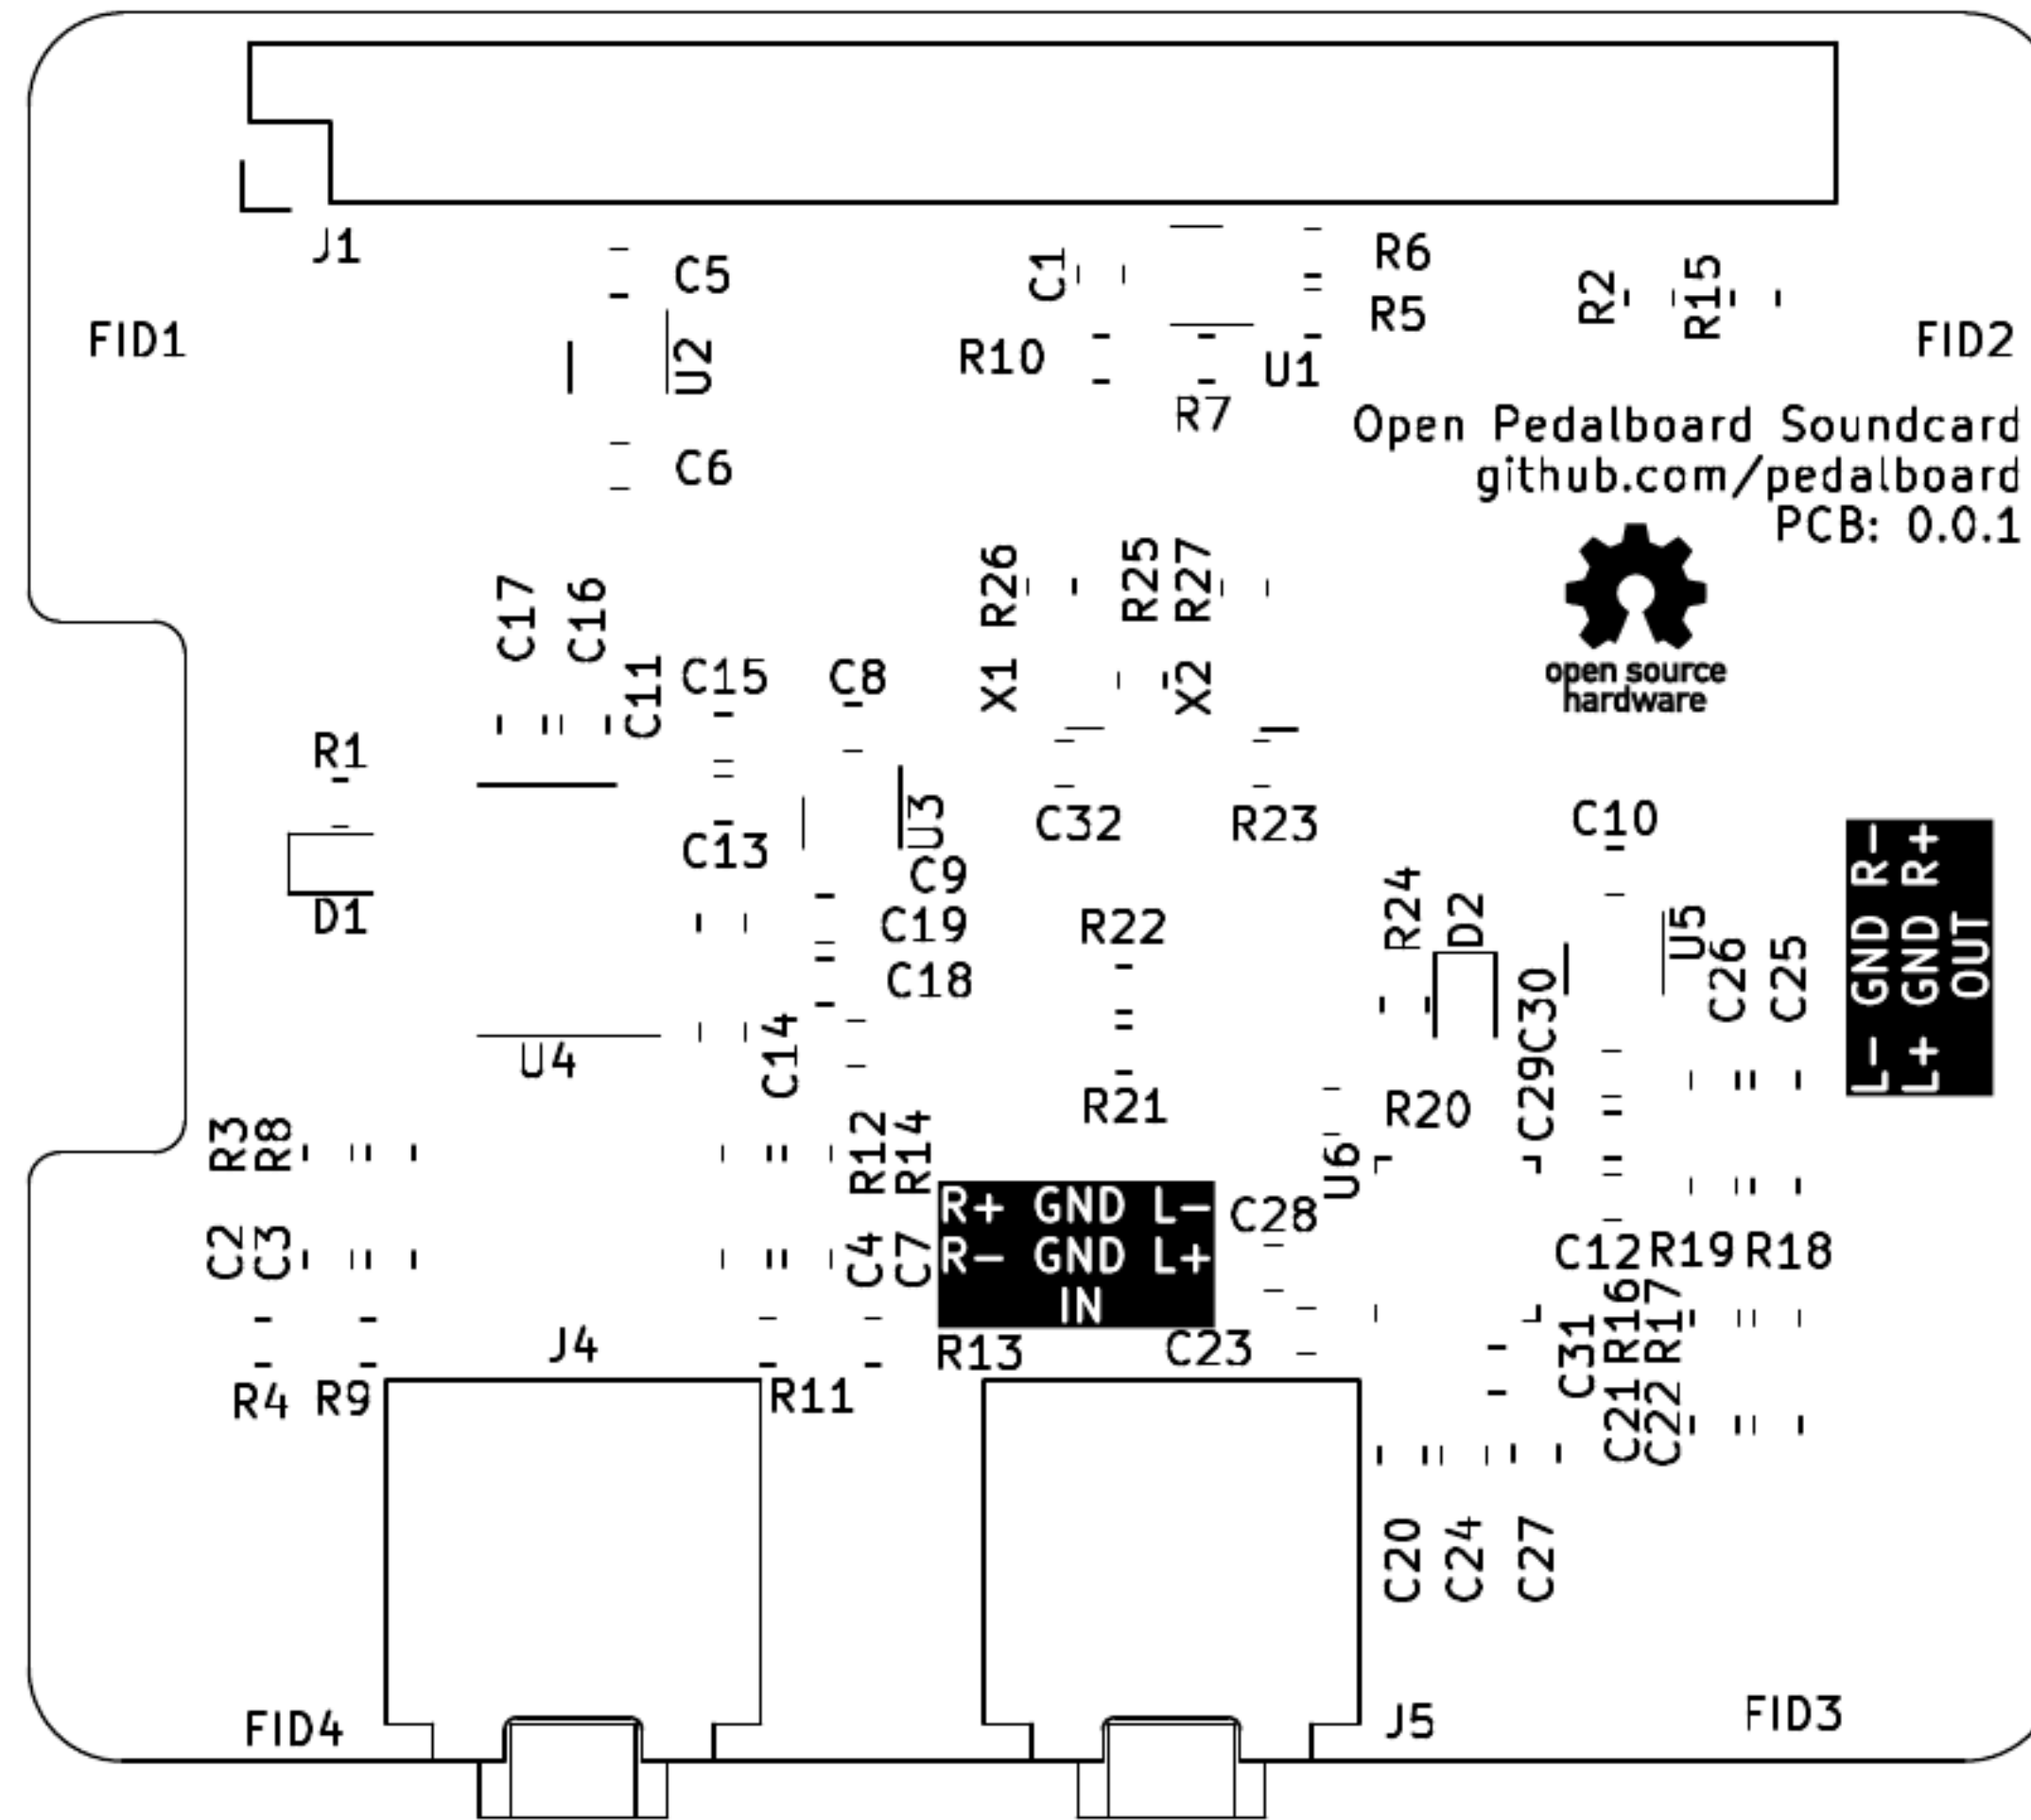 J1
C5
C1
R6
R5
R2
R15
FID1
U2
R10
U1
FID2
R7
Open Pedalboard Soundcard
github.com/pedalboard
PCB: 0.0.1
C6
R26
R25
R27
open source
hardware
C17
C16
C11
C15
C8
X1
X2
R1
U3
C13
C32
R23
C10
D1
C9
C19
C18
R22
R24
D2
C30
U5
C26
C25
L- GND R-
L+ GND R+
OUT
U4
C14
R21
R20
C29
R3
R8
R12
R14
U6
R+ GND L-
R- GND L+
IN
C28
C2
C3
C4
C7
C12
R19
R18
R16
R17
J4
R13
C23
C31
R4
R9
R11
C21
C22
C20
C24
C27
FID4
J5
FID3